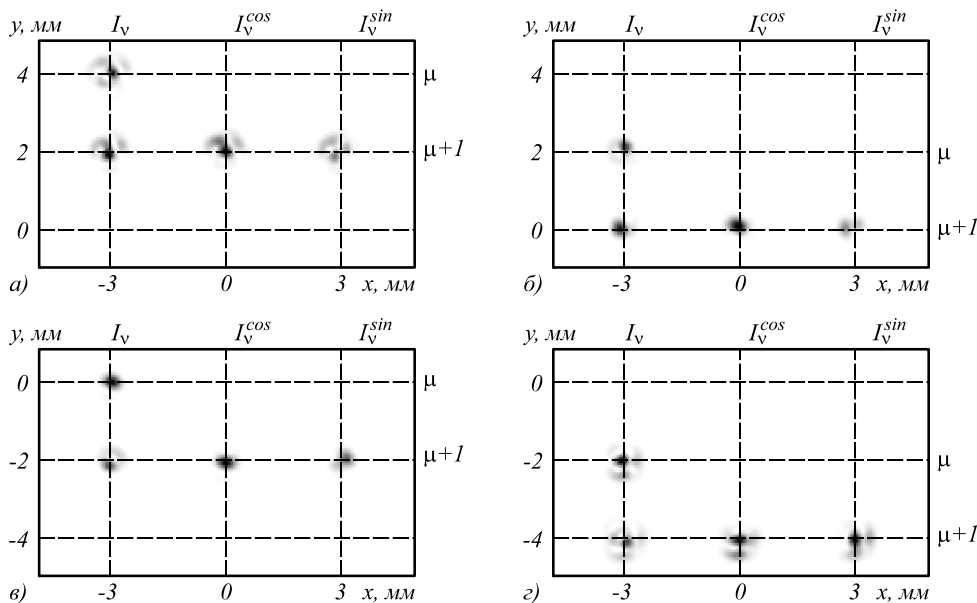 y, мм I_ν I_ν^cos I_ν^sin
4 μ
2 μ+1
0
а) -3 0 3 x, мм
y, мм I_ν I_ν^cos I_ν^sin
4
2 μ
0 μ+1
б) -3 0 3 x, мм
y, мм I_ν I_ν^cos I_ν^sin
0 μ
-2 μ+1
-4
в) -3 0 3 x, мм
y, мм I_ν I_ν^cos I_ν^sin
0
-2 μ
-4 μ+1
г) -3 0 3 x, мм